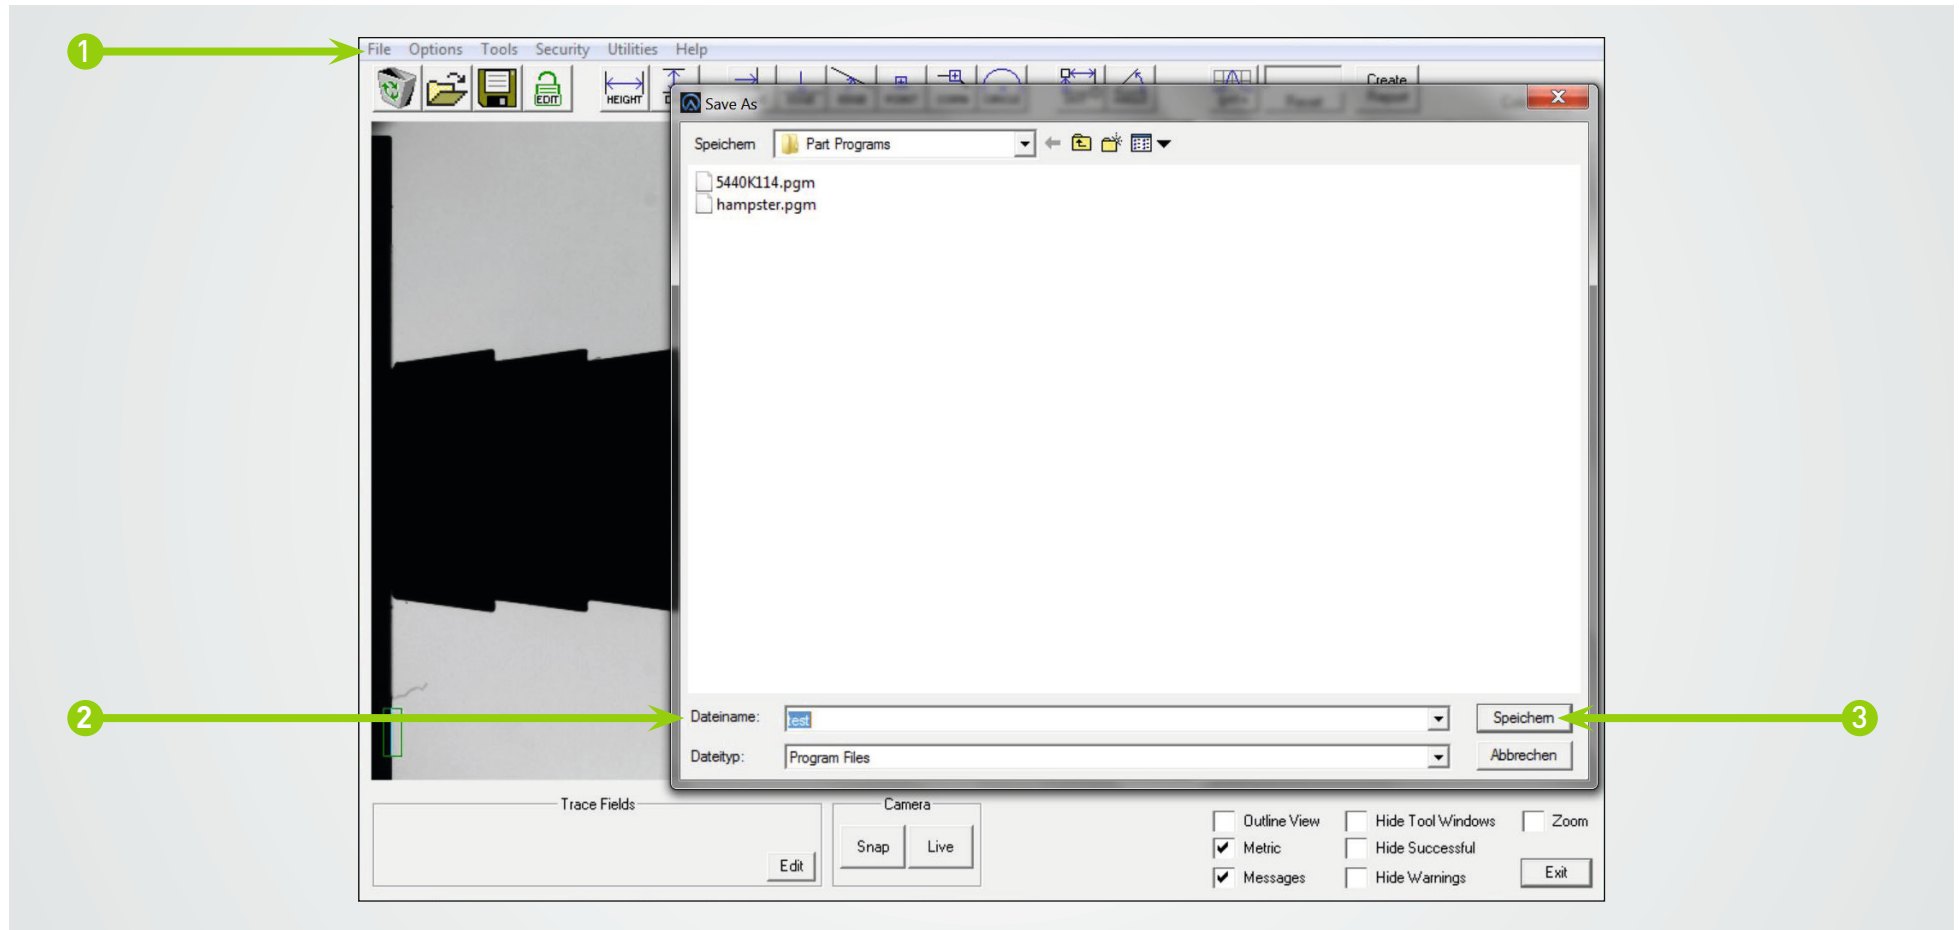 1
File Options Tools Security Utilities Help
EDIT
HEIGHT
Create
Save As
Speichern Part Programs
5440K114.pgm
hampster.pgm
2
Dateiname: test Speichern
3
Dateityp: Program Files Abbrechen
Trace Fields
Edit
Camera
Snap Live
Outline View Hide Tool Windows Zoom
Metric Hide Successful
Messages Hide Warnings Exit